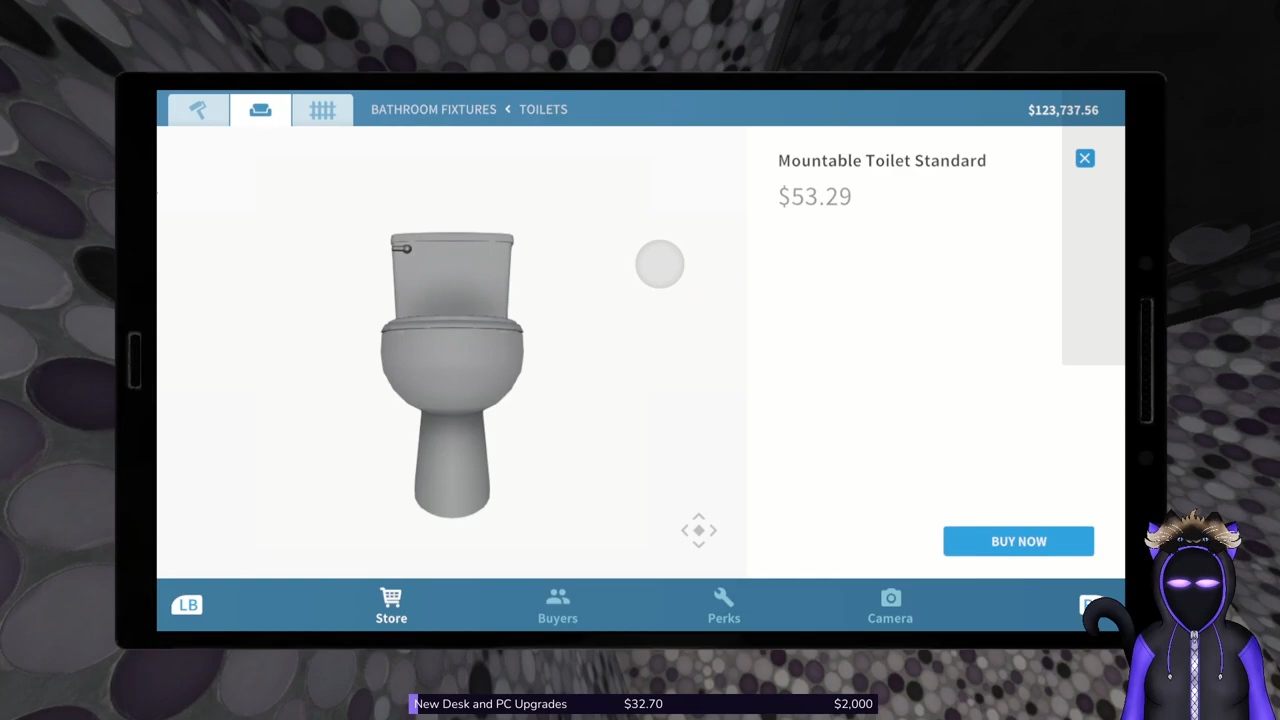 BATHROOM FIXTURES < TOILETS
$123,737.56
Mountable Toilet Standard
$53.29
BUY NOW
LB
Store
Buyers
Perks
Camera
New Desk and PC Upgrades $32.70 $2,000